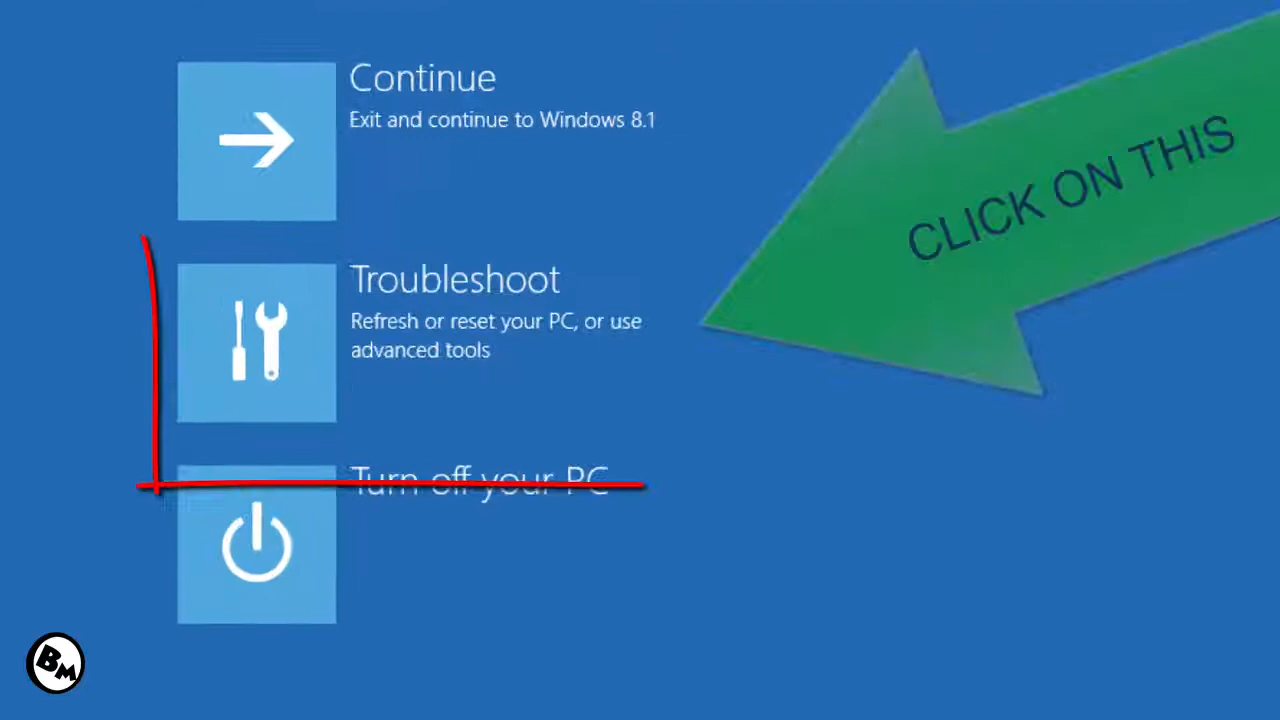 Continue
Exit and continue to Windows 8.1
CLICK ON THIS
Troubleshoot
Refresh or reset your PC, or use
advanced tools
Turn off your PC
BM